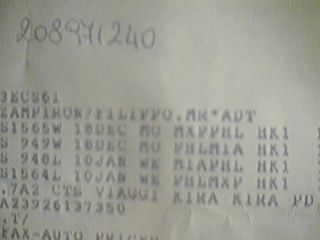 208971240
3ECS61
ZAMPIRON/FILIPPO.MR*ADT
S1565W 18DEC MO MXPPHL HK1
S 949W 18DEC MO PHLMIA HK1
S 948L 10JAN WE MIAPHL HK1
S1564L 10JAN WE PHLMXP HK1
.7A2 CTS VIAGGI KIRA KIRA PD
A23926137350
.T/
FAX-AUTO PRICED